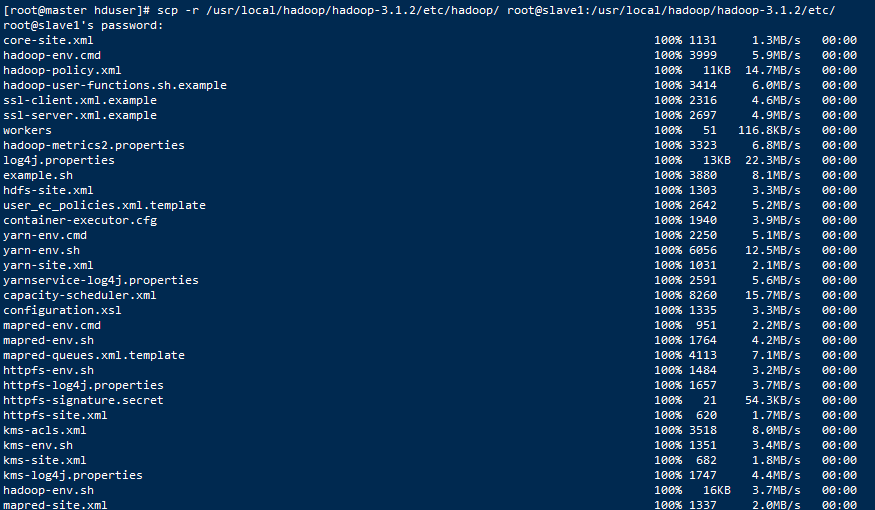 [root@master hduser]# scp -r /usr/local/hadoop/hadoop-3.1.2/etc/hadoop/ root@slave1:/usr/local/hadoop/hadoop-3.1.2/etc/
root@slave1's password:
core-site.xml 100% 1131 1.3MB/s 00:00
hadoop-env.cmd 100% 3999 5.9MB/s 00:00
hadoop-policy.xml 100% 11KB 14.7MB/s 00:00
hadoop-user-functions.sh.example 100% 3414 6.0MB/s 00:00
ssl-client.xml.example 100% 2316 4.6MB/s 00:00
ssl-server.xml.example 100% 2697 4.9MB/s 00:00
workers 100% 51 116.8KB/s 00:00
hadoop-metrics2.properties 100% 3323 6.8MB/s 00:00
log4j.properties 100% 13KB 22.3MB/s 00:00
example.sh 100% 3880 8.1MB/s 00:00
hdfs-site.xml 100% 1303 3.3MB/s 00:00
user_ec_policies.xml.template 100% 2642 5.2MB/s 00:00
container-executor.cfg 100% 1940 3.9MB/s 00:00
yarn-env.cmd 100% 2250 5.1MB/s 00:00
yarn-env.sh 100% 6056 12.5MB/s 00:00
yarn-site.xml 100% 1031 2.1MB/s 00:00
yarnservice-log4j.properties 100% 2591 5.6MB/s 00:00
capacity-scheduler.xml 100% 8260 15.7MB/s 00:00
configuration.xsl 100% 1335 3.3MB/s 00:00
mapred-env.cmd 100% 951 2.2MB/s 00:00
mapred-env.sh 100% 1764 4.2MB/s 00:00
mapred-queues.xml.template 100% 4113 7.1MB/s 00:00
httpfs-env.sh 100% 1484 3.2MB/s 00:00
httpfs-log4j.properties 100% 1657 3.7MB/s 00:00
httpfs-signature.secret 100% 21 54.3KB/s 00:00
httpfs-site.xml 100% 620 1.7MB/s 00:00
kms-acls.xml 100% 3518 8.0MB/s 00:00
kms-env.sh 100% 1351 3.4MB/s 00:00
kms-site.xml 100% 682 1.8MB/s 00:00
kms-log4j.properties 100% 1747 4.4MB/s 00:00
hadoop-env.sh 100% 16KB 3.7MB/s 00:00
mapred-site.xml 100% 1337 2.0MB/s 00:00